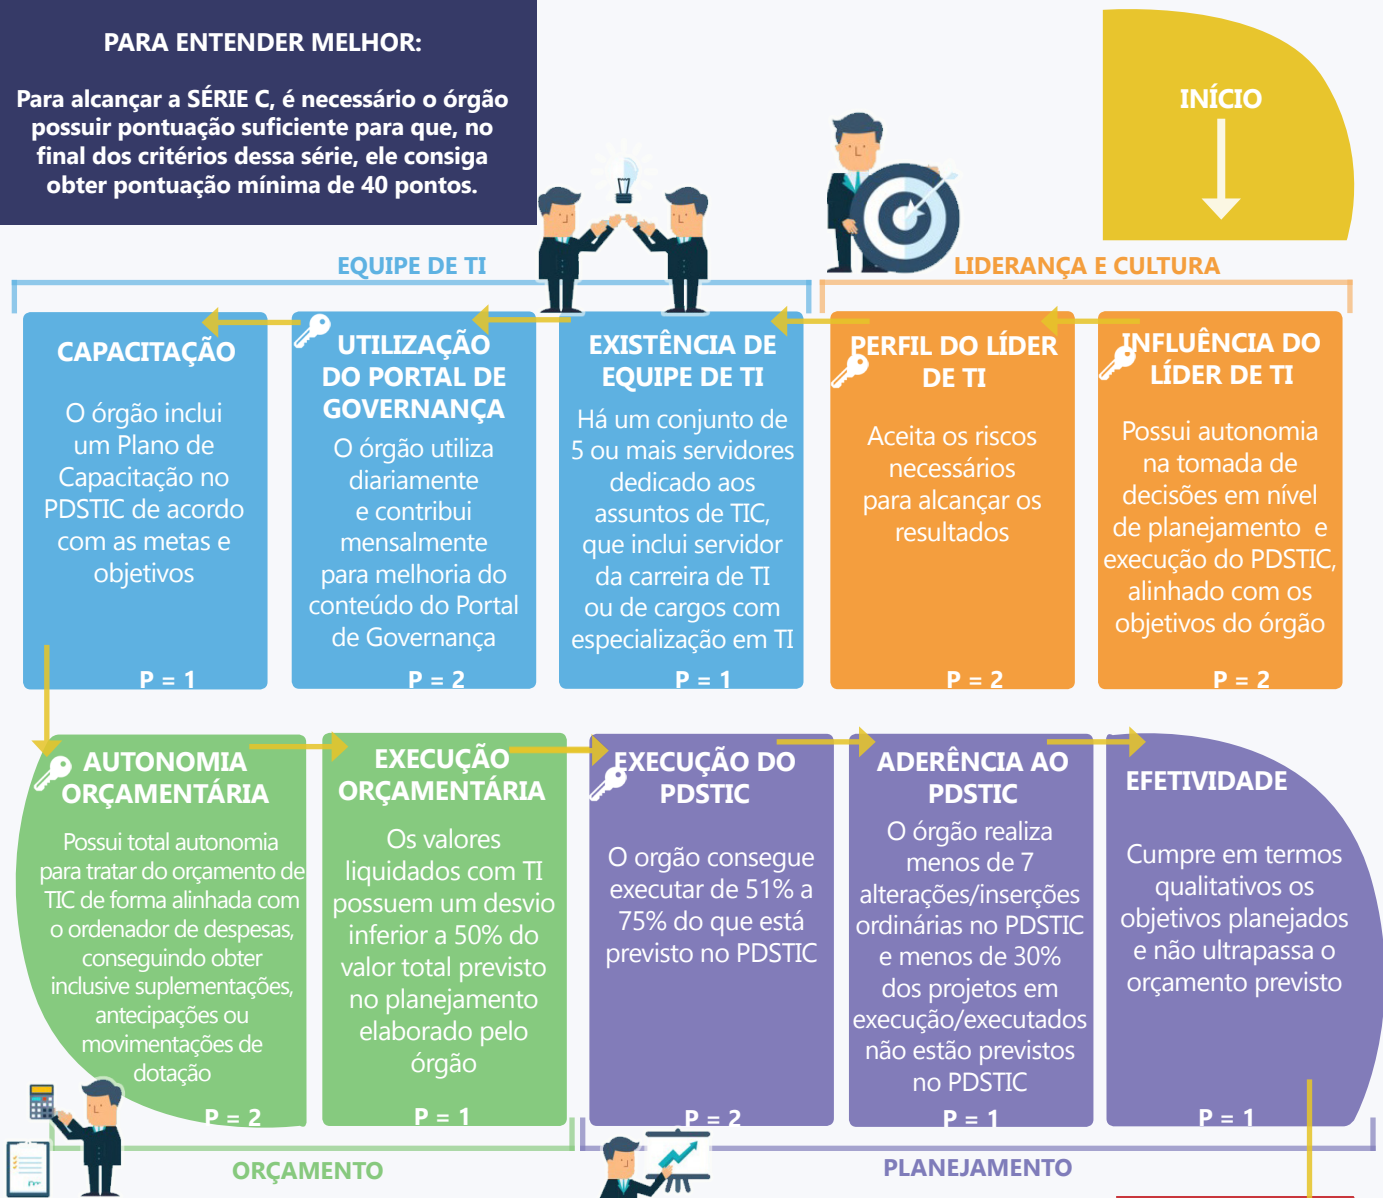 PARA ENTENDER MELHOR:
Para alcançar a SÉRIE C, é necessário o órgão
possuir pontuação suficiente para que, no
final dos critérios dessa série, ele consiga
obter pontuação mínima de 40 pontos.
INÍCIO
LIDERANÇA E CULTURA
INFLUÊNCIA DO
LÍDER DE TI
Possui autonomia
na tomada de
decisões em nível
de planejamento e
execução do PDSTIC,
alinhado com os
objetivos do órgão
P = 2
PERFIL DO LÍDER
DE TI
Aceita os riscos
necessários
para alcançar os
resultados
P = 2
EQUIPE DE TI
EXISTÊNCIA DE
EQUIPE DE TI
Há um conjunto de
5 ou mais servidores
dedicado aos
assuntos de TIC,
que inclui servidor
da carreira de TI
ou de cargos com
especialização em TI
P = 1
UTILIZAÇÃO
DO PORTAL DE
GOVERNANÇA
O órgão utiliza
diariamente
e contribui
mensalmente
para melhoria do
conteúdo do Portal
de Governança
P = 2
CAPACITAÇÃO
O órgão inclui
um Plano de
Capacitação no
PDSTIC de acordo
com as metas e
objetivos
P = 1
AUTONOMIA
ORÇAMENTÁRIA
Possui total autonomia
para tratar do orçamento de
TIC de forma alinhada com
o ordenador de despesas,
conseguindo obter
inclusive suplementações,
antecipações ou
movimentações de
dotação
P = 2
EXECUÇÃO
ORÇAMENTÁRIA
Os valores
liquidados com TI
possuem um desvio
inferior a 50% do
valor total previsto
no planejamento
elaborado pelo
órgão
P = 1
ORÇAMENTO
EXECUÇÃO DO
PDSTIC
O orgão consegue
executar de 51% a
75% do que está
previsto no PDSTIC
P = 2
ADERÊNCIA AO
PDSTIC
O órgão realiza
menos de 7
alterações/inserções
ordinárias no PDSTIC
e menos de 30%
dos projetos em
execução/executados
não estão previstos
no PDSTIC
P = 1
EFETIVIDADE
Cumpre em termos
qualitativos os
objetivos planejados
e não ultrapassa o
orçamento previsto
P = 1
PLANEJAMENTO